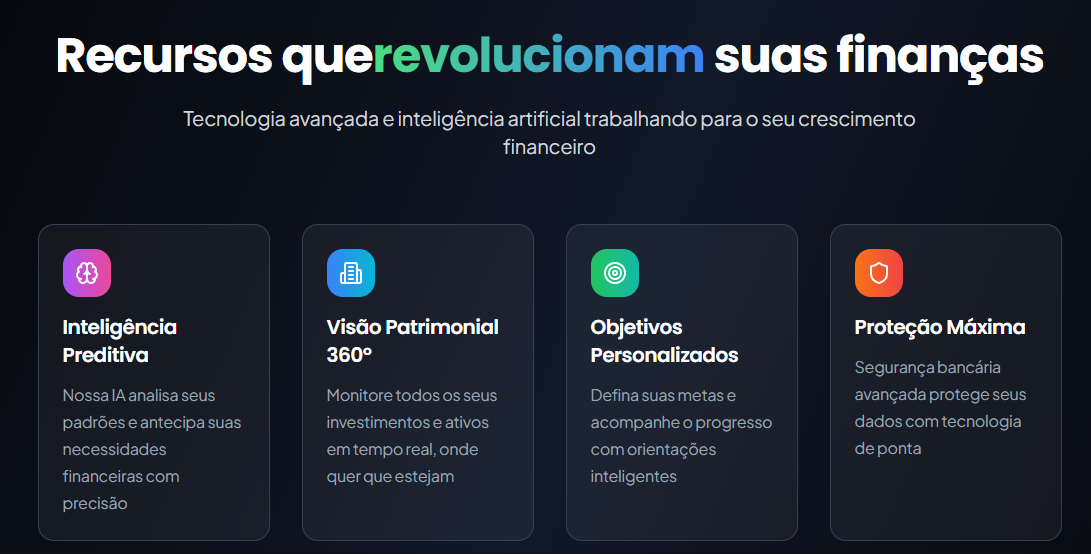 Recursos querevolucionam suas finanças
Tecnologia avançada e inteligência artificial trabalhando para o seu crescimento
financeiro
Inteligência
Preditiva
Nossa IA analisa seus
padrões e antecipa suas
necessidades
financeiras com
precisão
Visão Patrimonial
360°
Monitore todos os seus
investimentos e ativos
em tempo real, onde
quer que estejam
Objetivos
Personalizados
Defina suas metas e
acompanhe o progresso
com orientações
inteligentes
Proteção Máxima
Segurança bancária
avançada protege seus
dados com tecnologia
de ponta